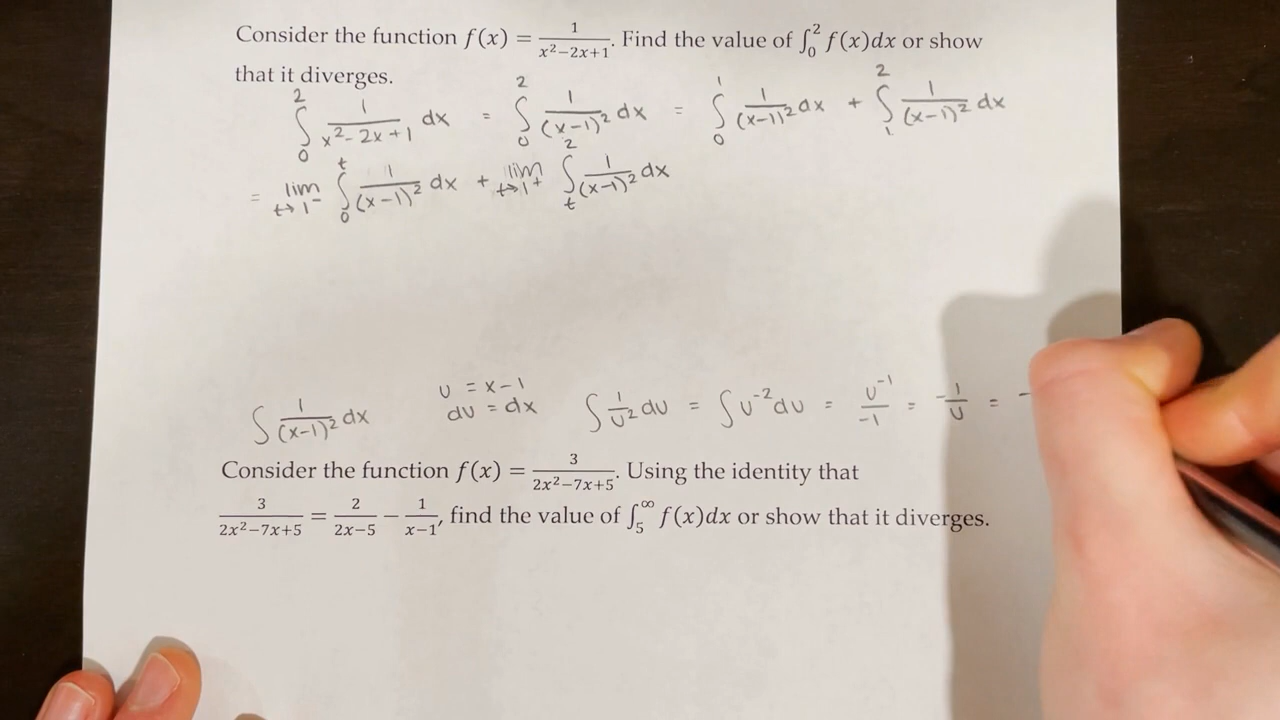 Consider the function f(x) = 1/(x²−2x+1). Find the value of ∫₀² f(x)dx or show
that it diverges.
∫₀² 1/(x²-2x+1) dx = ∫₀² 1/(x-1)² dx = ∫₀¹ 1/(x-1)² dx + ∫₁² 1/(x-1)² dx
= lim t→1⁻ ∫₀ᵗ 1/(x-1)² dx + lim t→1⁺ ∫ₜ² 1/(x-1)² dx
∫ 1/(x-1)² dx u = x-1 du = dx ∫ 1/u² du = ∫ u⁻² du = u⁻¹/-1 = -1/u = -
Consider the function f(x) = 3/(2x²−7x+5). Using the identity that
3/(2x²−7x+5) = 2/(2x−5) − 1/(x−1), find the value of ∫₅^∞ f(x)dx or show that it diverges.